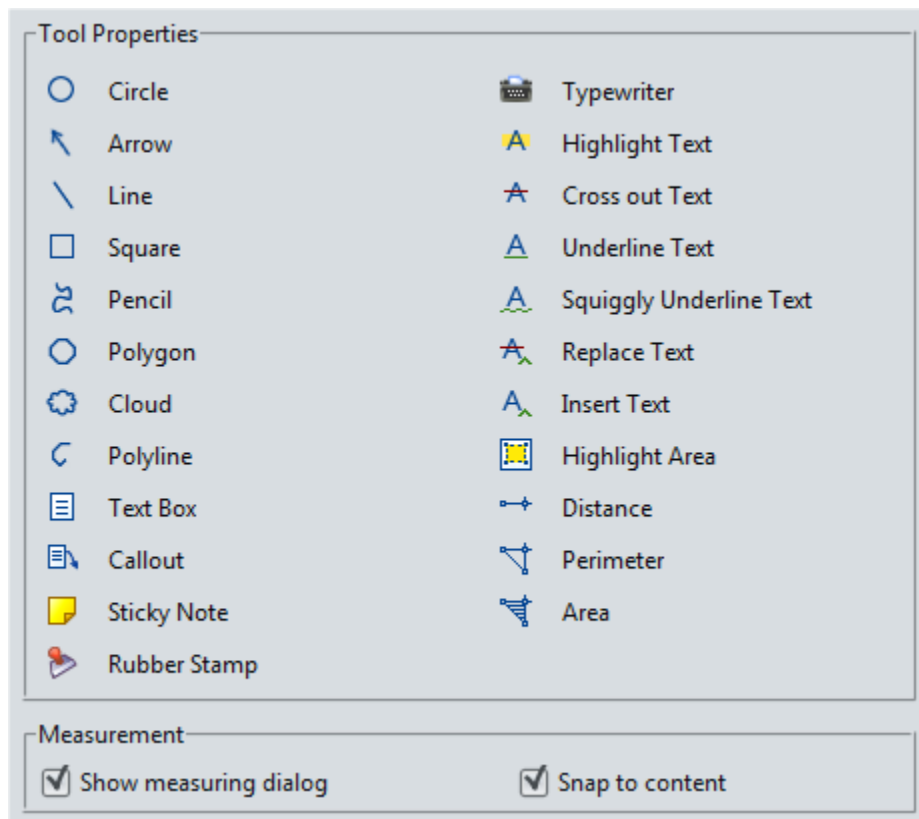 Tool Properties
Circle
Arrow
Line
Square
Pencil
Polygon
Cloud
Polyline
Text Box
Callout
Sticky Note
Rubber Stamp
Typewriter
Highlight Text
Cross out Text
Underline Text
Squiggly Underline Text
Replace Text
Insert Text
Highlight Area
Distance
Perimeter
Area
Measurement
Show measuring dialog
Snap to content